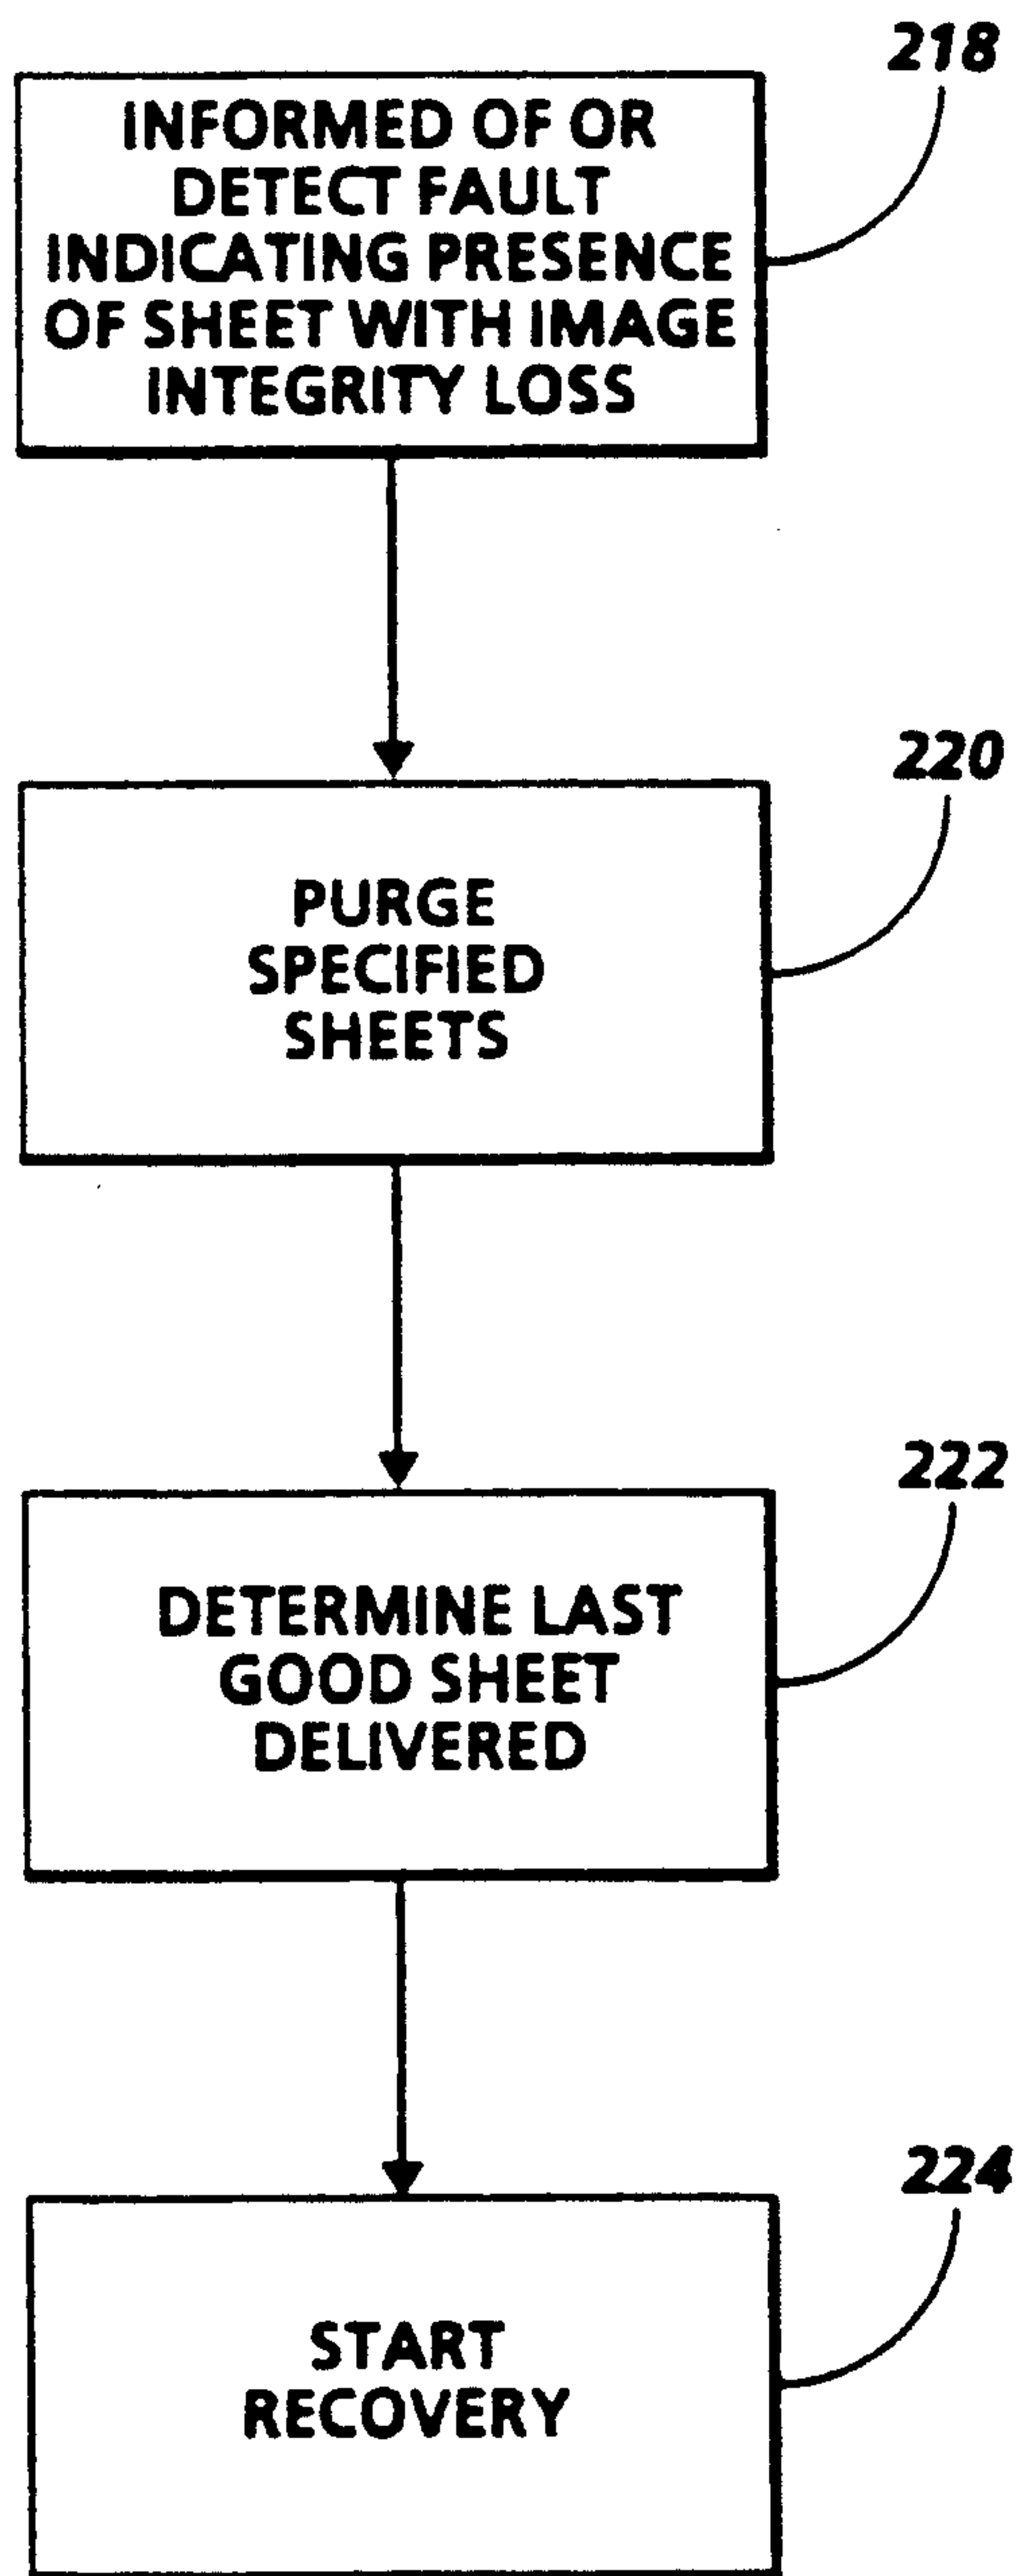 218
INFORMED OF OR
DETECT FAULT
INDICATING PRESENCE
OF SHEET WITH IMAGE
INTEGRITY LOSS
220
PURGE
SPECIFIED
SHEETS
222
DETERMINE LAST
GOOD SHEET
DELIVERED
224
START
RECOVERY